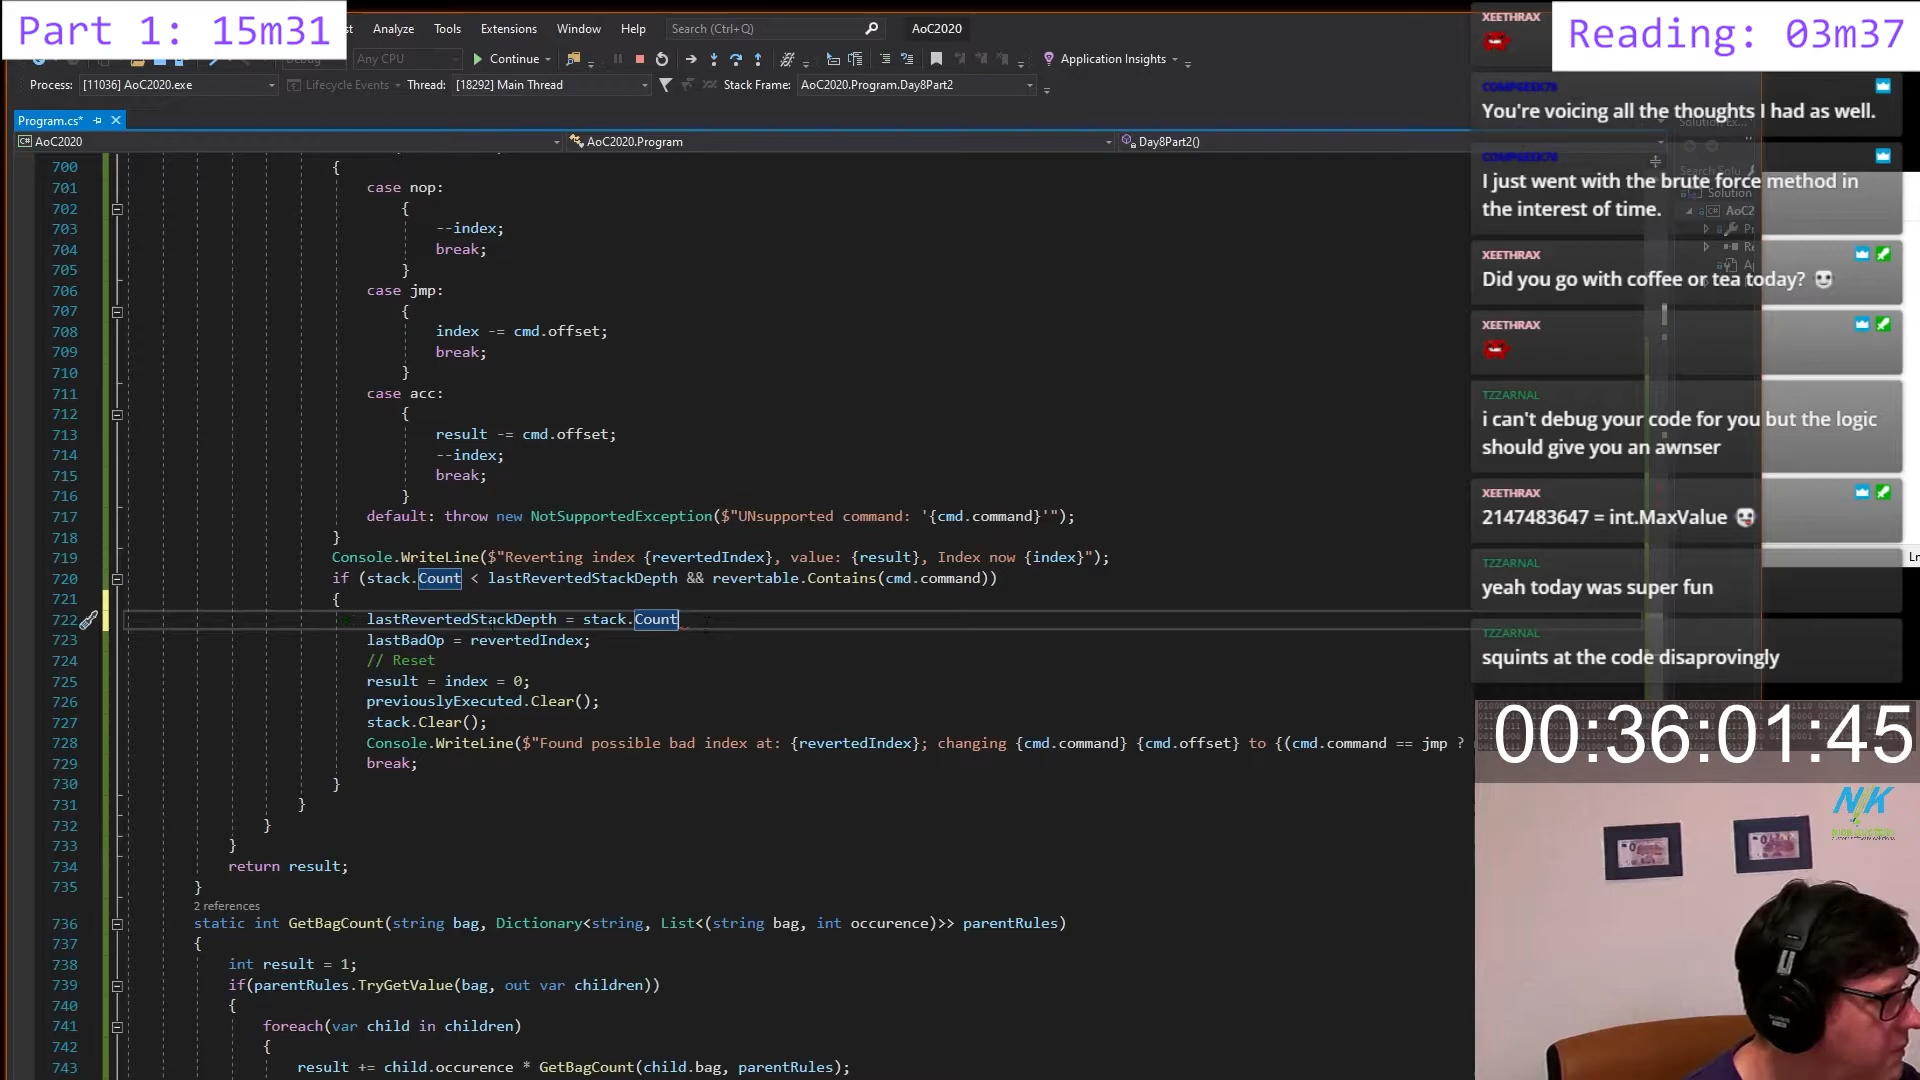 Part 1: 15m31
Reading: 03m37
Analyze Tools Extensions Window Help Search (Ctrl+Q) AoC2020
Debug Any CPU Continue Application Insights
Process: [11036] AoC2020.exe Lifecycle Events Thread: [18292] Main Thread Stack Frame: AoC2020.Program.Day8Part2
Program.cs*
AoC2020 AoC2020.Program Day8Part2()
700 {
701 case nop:
702 {
703 --index;
704 break;
705 }
706 case jmp:
707 {
708 index -= cmd.offset;
709 break;
710 }
711 case acc:
712 {
713 result -= cmd.offset;
714 --index;
715 break;
716 }
717 default: throw new NotSupportedException($"UNsupported command: '{cmd.command}'");
718 }
719 Console.WriteLine($"Reverting index {revertedIndex}, value: {result}, Index now {index}");
720 if (stack.Count < lastRevertedStackDepth && revertable.Contains(cmd.command))
721 {
722 lastRevertedStackDepth = stack.Count
723 lastBadOp = revertedIndex;
724 // Reset
725 result = index = 0;
726 previouslyExecuted.Clear();
727 stack.Clear();
728 Console.WriteLine($"Found possible bad index at: {revertedIndex}; changing {cmd.command} {cmd.offset} to {(cmd.command == jmp ?
729 break;
730 }
731 }
732 }
733 }
734 return result;
735 }
2 references
736 static int GetBagCount(string bag, Dictionary<string, List<(string bag, int occurence)>> parentRules)
737 {
738 int result = 1;
739 if(parentRules.TryGetValue(bag, out var children))
740 {
741 foreach(var child in children)
742 {
743 result += child.occurence * GetBagCount(child.bag, parentRules);
XEETHRAX
COMPGEEK78
You're voicing all the thoughts I had as well.
COMPGEEK78
I just went with the brute force method in
the interest of time.
XEETHRAX
Did you go with coffee or tea today?
XEETHRAX
TZZARNAL
i can't debug your code for you but the logic
should give you an awnser
XEETHRAX
2147483647 = int.MaxValue
TZZARNAL
yeah today was super fun
TZZARNAL
squints at the code disaprovingly
Solution
AoC2
Ln
00:36:01:45
N/K